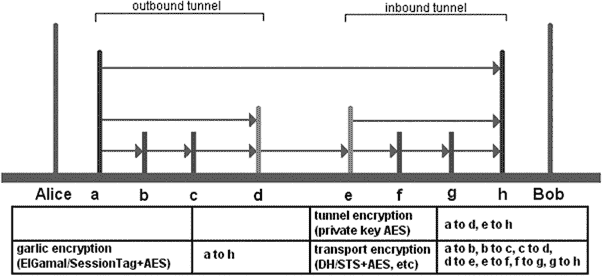 outbound tunnel inbound tunnel
Alice a b c d e f g h Bob
tunnel encryption
(private key AES)
a to d, e to h
garlic encryption
(ElGamal/SessionTag+AES)
a to h
transport encryption
(DH/STS+AES, etc)
a to b, b to c, c to d,
d to e, e to f, f to g, g to h